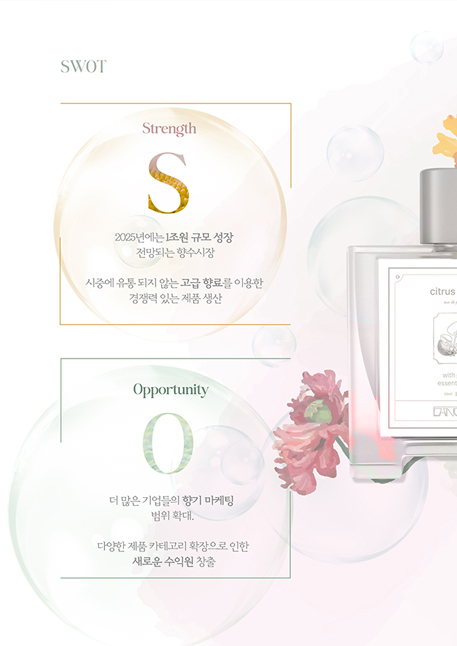 SWOT
Strength
S
2025년에는 1조원 규모 성장
전망되는 향수시장
시중에 유통 되지 않는 고급 향료를 이용한
경쟁력 있는 제품 생산
Opportunity
O
더 많은 기업들의 향기 마케팅
범위 확대.
다양한 제품 카테고리 확장으로 인한
새로운 수익원 창출
citrus
with
essent